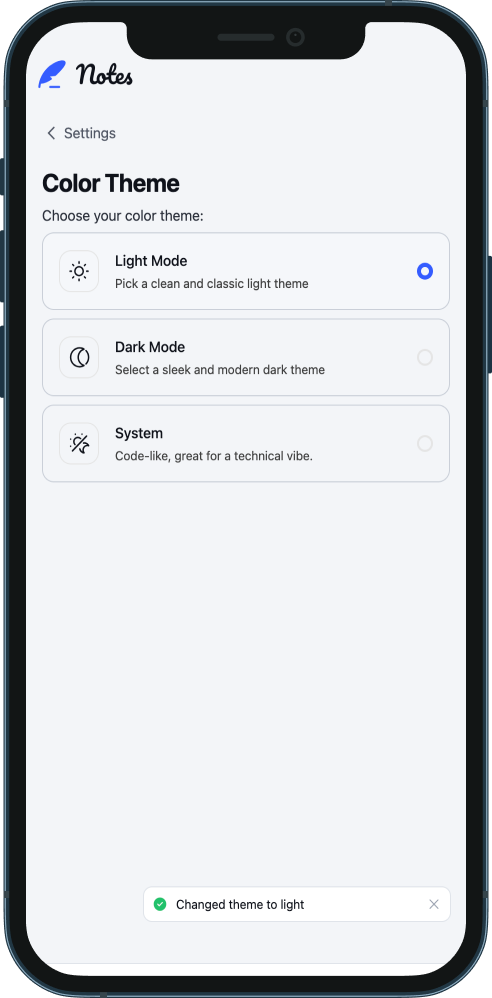 Notes
Settings
Color Theme
Choose your color theme:
Light Mode
Pick a clean and classic light theme
Dark Mode
Select a sleek and modern dark theme
System
Code-like, great for a technical vibe.
Changed theme to light